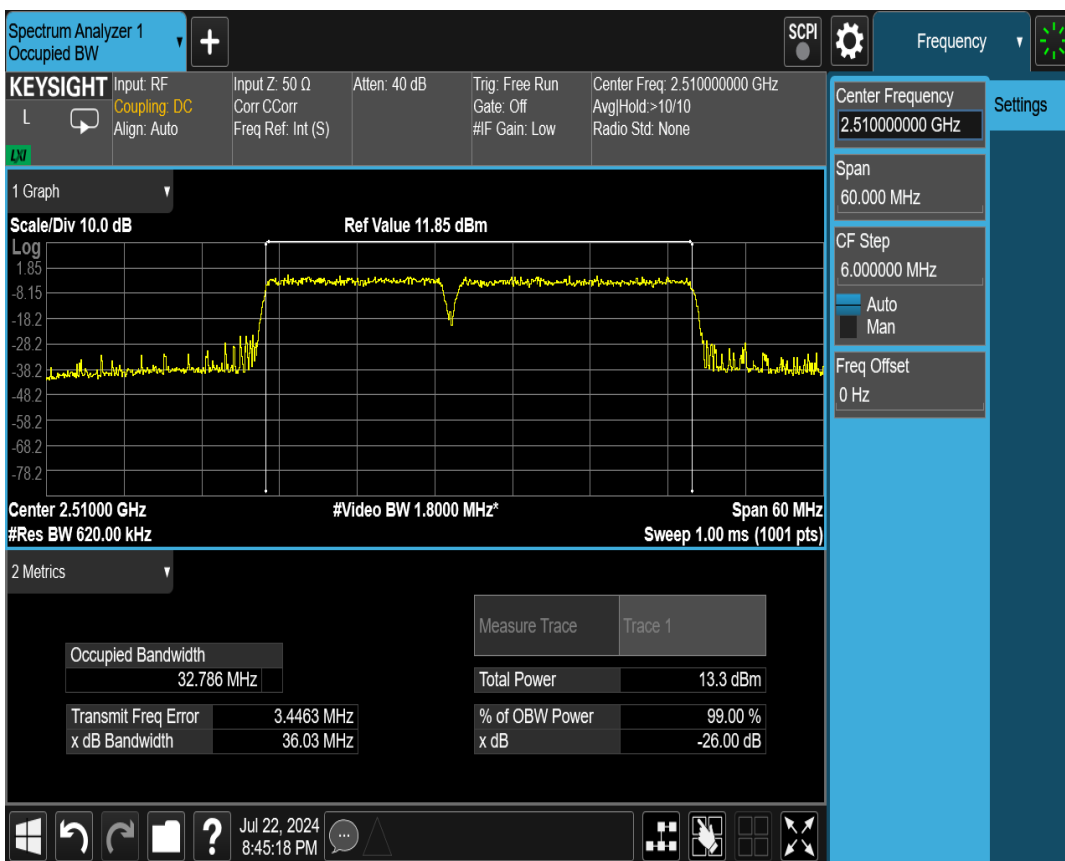 Spectrum Analyzer 1
Occupied BW
+
SCPI
Frequency
KEYSIGHT
L
LXI
Input: RF
Coupling: DC
Align: Auto
Input Z: 50 Ω
Corr CCorr
Freq Ref: Int (S)
Atten: 40 dB
Trig: Free Run
Gate: Off
#IF Gain: Low
Center Freq: 2.510000000 GHz
Avg|Hold:>10/10
Radio Std: None
Center Frequency
2.510000000 GHz
Settings
Span
60.000 MHz
CF Step
6.000000 MHz
Auto
Man
Freq Offset
0 Hz
1 Graph
Scale/Div 10.0 dB
Ref Value 11.85 dBm
Log
1.85
-8.15
-18.2
-28.2
-38.2
-48.2
-58.2
-68.2
-78.2
Center 2.51000 GHz
#Video BW 1.8000 MHz*
Span 60 MHz
#Res BW 620.00 kHz
Sweep 1.00 ms (1001 pts)
2 Metrics
Measure Trace
Trace 1
Occupied Bandwidth
32.786 MHz
Total Power
13.3 dBm
Transmit Freq Error
3.4463 MHz
% of OBW Power
99.00 %
x dB Bandwidth
36.03 MHz
x dB
-26.00 dB
?
Jul 22, 2024
8:45:18 PM